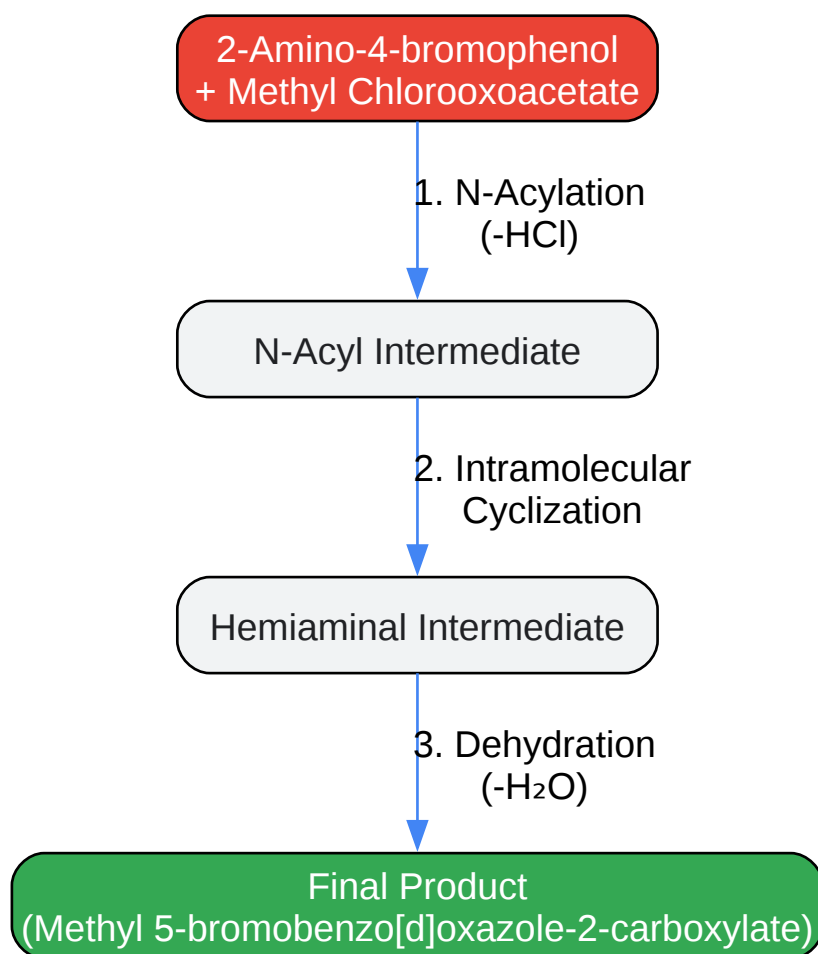 2-Amino-4-bromophenol
+ Methyl Chlorooxoacetate
1. N-Acylation
(-HCl)
N-Acyl Intermediate
2. Intramolecular
Cyclization
Hemiaminal Intermediate
3. Dehydration
(-H₂O)
Final Product
(Methyl 5-bromobenzo[d]oxazole-2-carboxylate)